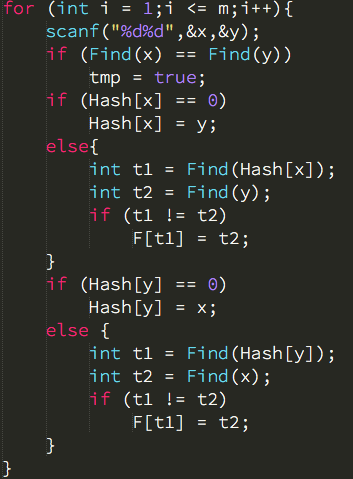 for (int i = 1;i <= m;i++){
    scanf("%d%d",&x,&y);
    if (Find(x) == Find(y))
        tmp = true;
    if (Hash[x] == 0)
        Hash[x] = y;
    else{
        int t1 = Find(Hash[x]);
        int t2 = Find(y);
        if (t1 != t2)
            F[t1] = t2;
    }
    if (Hash[y] == 0)
        Hash[y] = x;
    else {
        int t1 = Find(Hash[y]);
        int t2 = Find(x);
        if (t1 != t2)
            F[t1] = t2;
    }
}